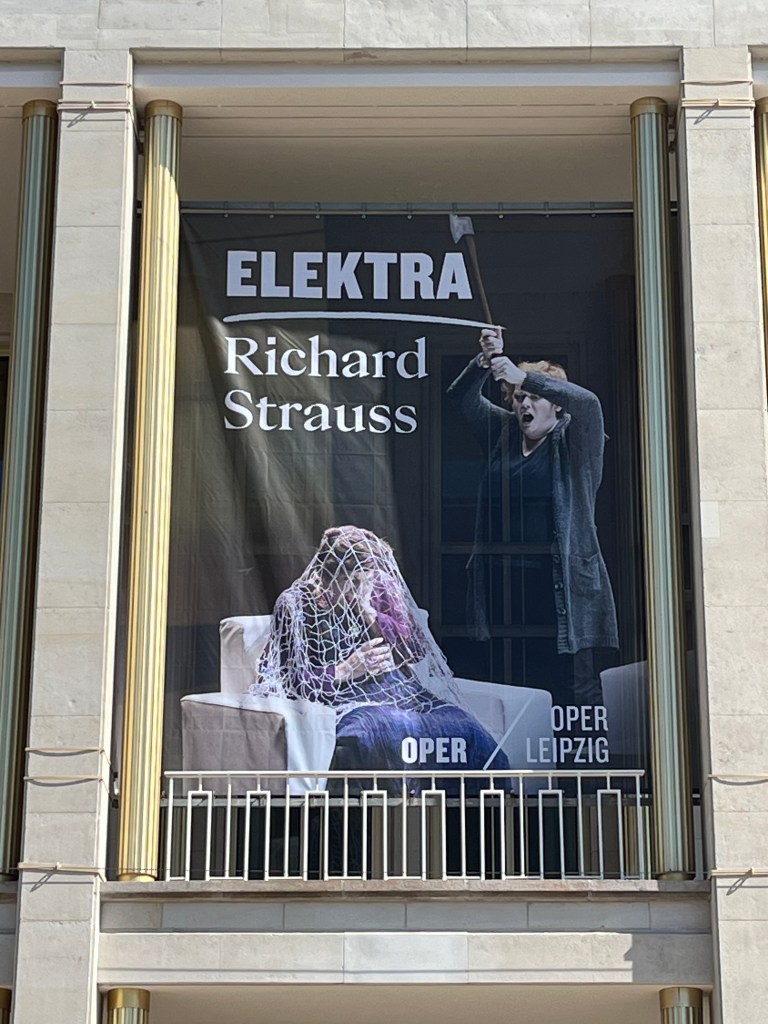 ELEKTRA
Richard
Strauss
OPER / OPER
LEIPZIG